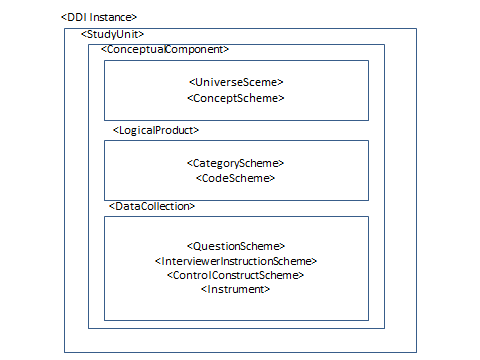 <DDI Instance>
<StudyUnit>
<ConceptualComponent>
<UniverseSceme>
<ConceptScheme>
<LogicalProduct>
<CategoryScheme>
<CodeScheme>
<DataCollection>
<QuestionScheme>
<InterviewerInstructionScheme>
<ControlConstructScheme>
<Instrument>